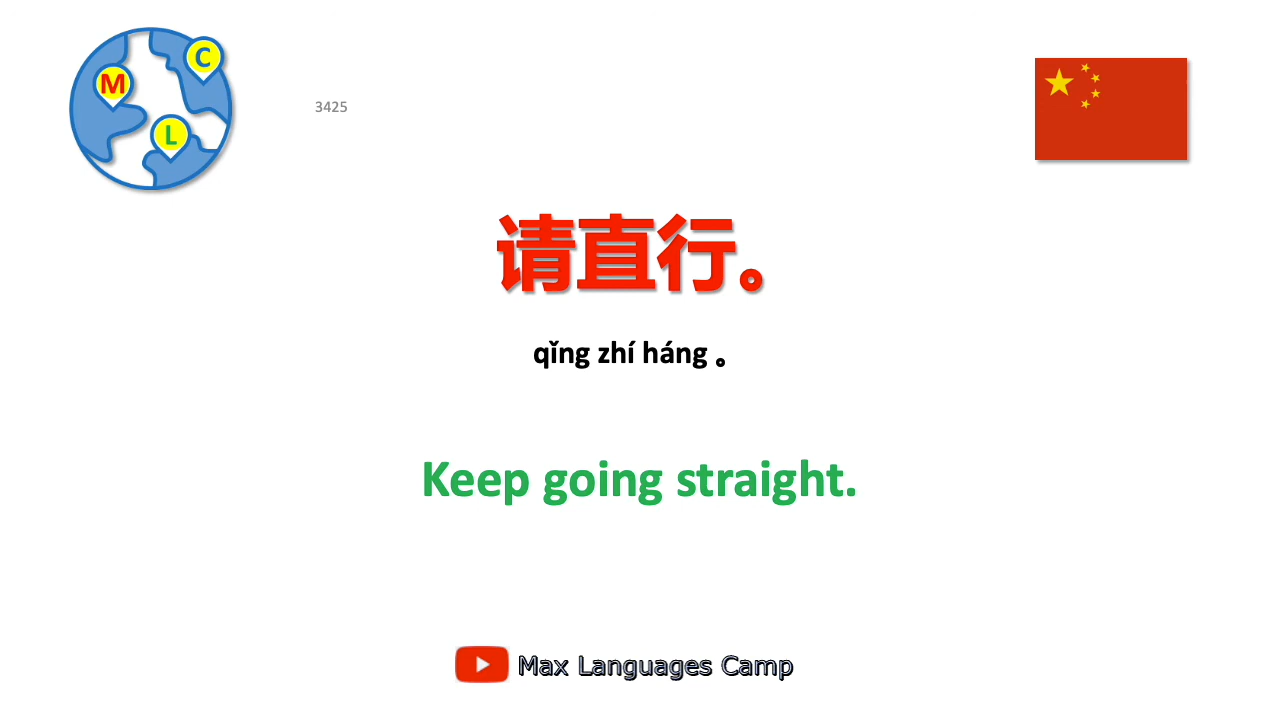 C
M
L
3425
请直行。
qǐng zhí háng 。
Keep going straight.
Max Languages Camp